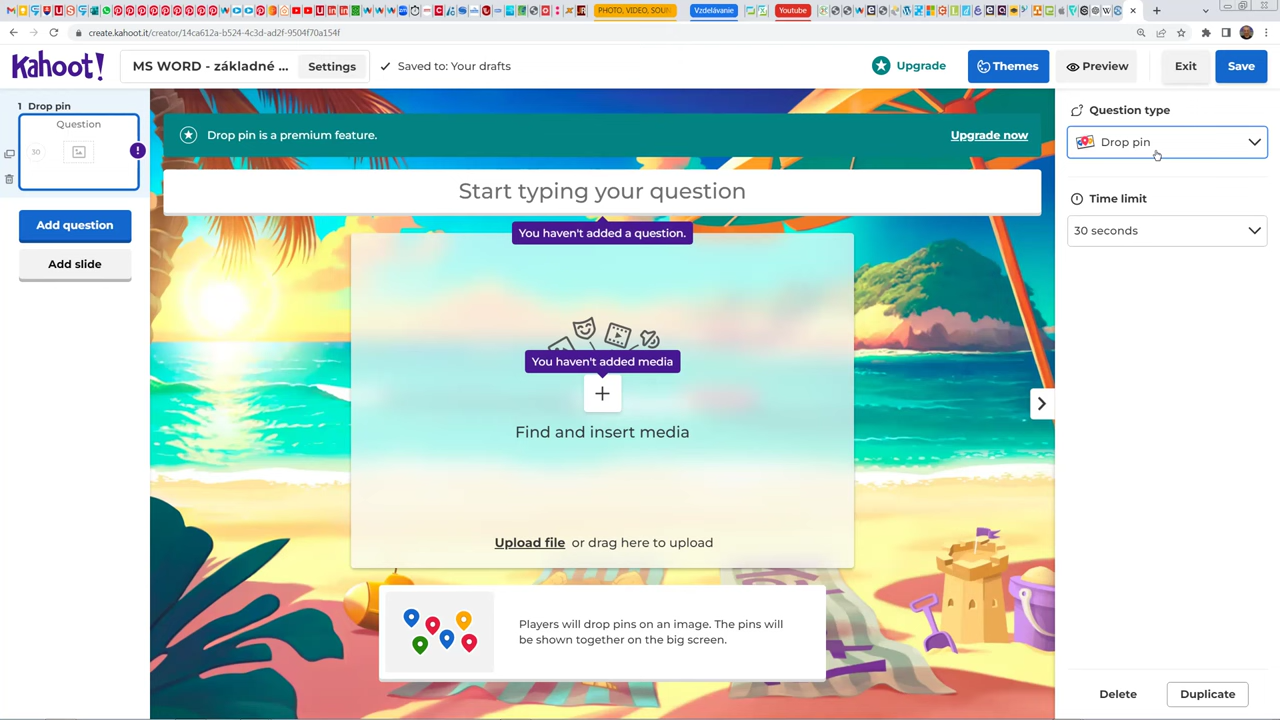 PHOTO, VIDEO, SOU
Vzdelávanie
Youtube
create.kahoot.it/creator/14ca612a-b524-4c3d-ad2f-9504f70a154f
Kahoot!
MS WORD - základné ...
Settings
Saved to: Your drafts
Upgrade
Themes
Preview
Exit
Save
1 Drop pin
Question
30
Add question
Add slide
Drop pin is a premium feature.
Upgrade now
Start typing your question
You haven't added a question.
You haven't added media
Find and insert media
Upload file or drag here to upload
Players will drop pins on an image. The pins will
be shown together on the big screen.
Question type
Drop pin
Time limit
30 seconds
Delete
Duplicate